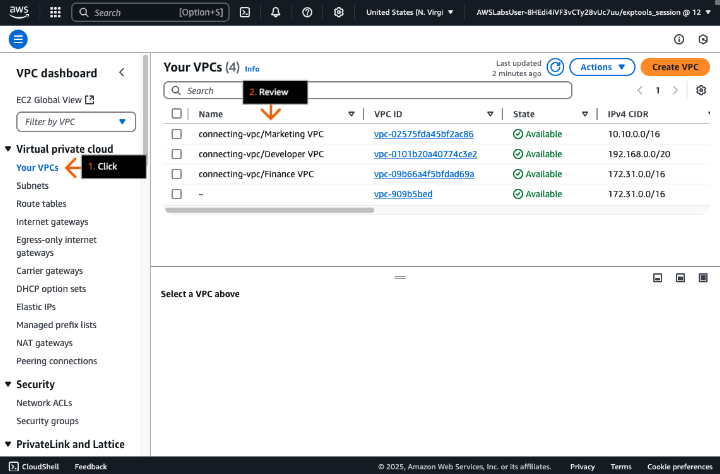 aws
Search
[Option+S]
United States (N. Virgi
AWSLabsUser-8HEdi4iVF3vCTy28vUc7uu/exptools_session @ 12
VPC dashboard
EC2 Global View
Filter by VPC
Virtual private cloud
Your VPCs
1. Click
Subnets
Route tables
Internet gateways
Egress-only internet
gateways
Carrier gateways
DHCP option sets
Elastic IPs
Managed prefix lists
NAT gateways
Peering connections
Security
Network ACLs
Security groups
PrivateLink and Lattice
Your VPCs (4) Info
Last updated
2 minutes ago
Actions
Create VPC
Search
2. Review
1
Name VPC ID State IPv4 CIDR
connecting-vpc/Marketing VPC vpc-02575fda45bf2ac86 Available 10.10.0.0/16
connecting-vpc/Developer VPC vpc-0101b20a40774c3e2 Available 192.168.0.0/20
connecting-vpc/Finance VPC vpc-09b66a4f5bfdad69a Available 172.31.0.0/16
– vpc-909b5bed Available 172.31.0.0/16
Select a VPC above
CloudShell Feedback © 2025, Amazon Web Services, Inc. or its affiliates. Privacy Terms Cookie preferences